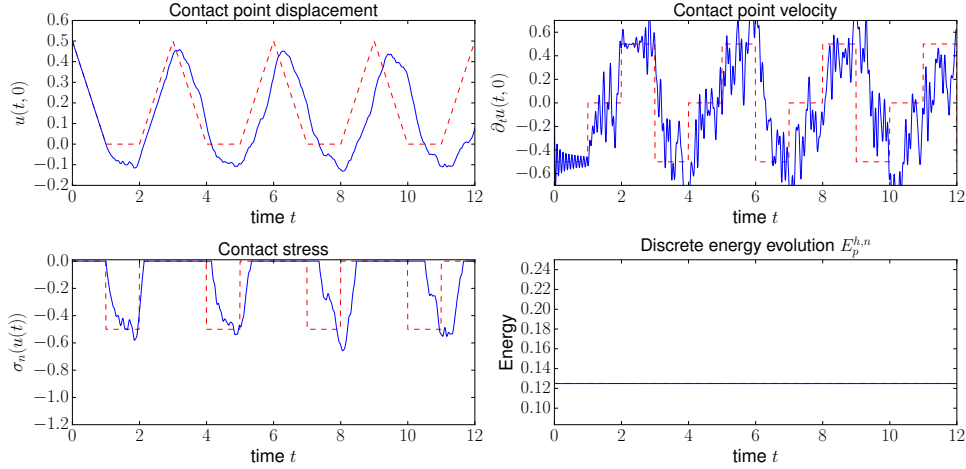 Contact point displacement
0.6
0.5
0.4
0.3
0.2
0.1
0.0
−0.1
−0.2
u(t, 0)
0 2 4 6 8 10 12
time t
Contact point velocity
0.6
0.4
0.2
0.0
−0.2
−0.4
−0.6
∂ₜu(t, 0)
0 2 4 6 8 10 12
time t
Contact stress
0.0
−0.2
−0.4
−0.6
−0.8
−1.0
−1.2
σₙ(u(t))
0 2 4 6 8 10 12
time t
Discrete energy evolution E_p^{h,n}
0.24
0.22
0.20
0.18
0.16
0.14
0.12
0.10
Energy
0 2 4 6 8 10 12
time t